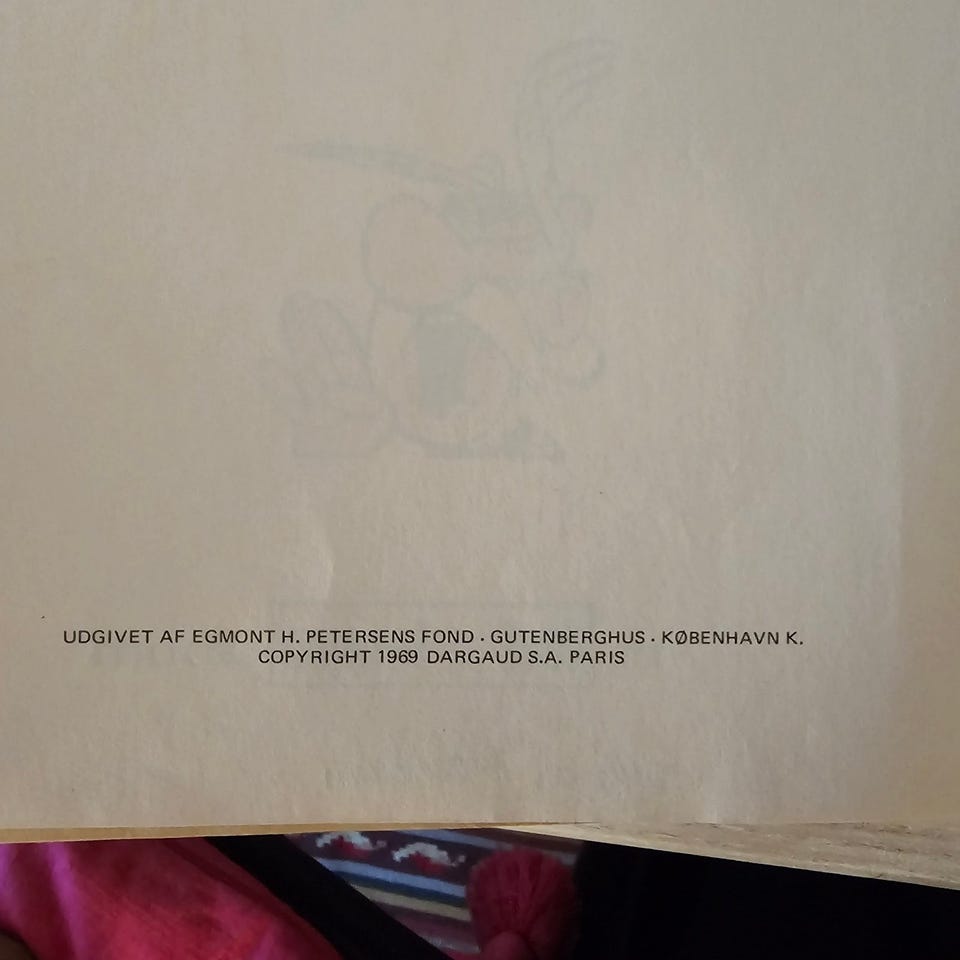 UDGIVET AF EGMONT H. PETERSENS FOND · GUTENBERGHUS · KØBENHAVN K.
COPYRIGHT 1969 DARGAUD S.A. PARIS